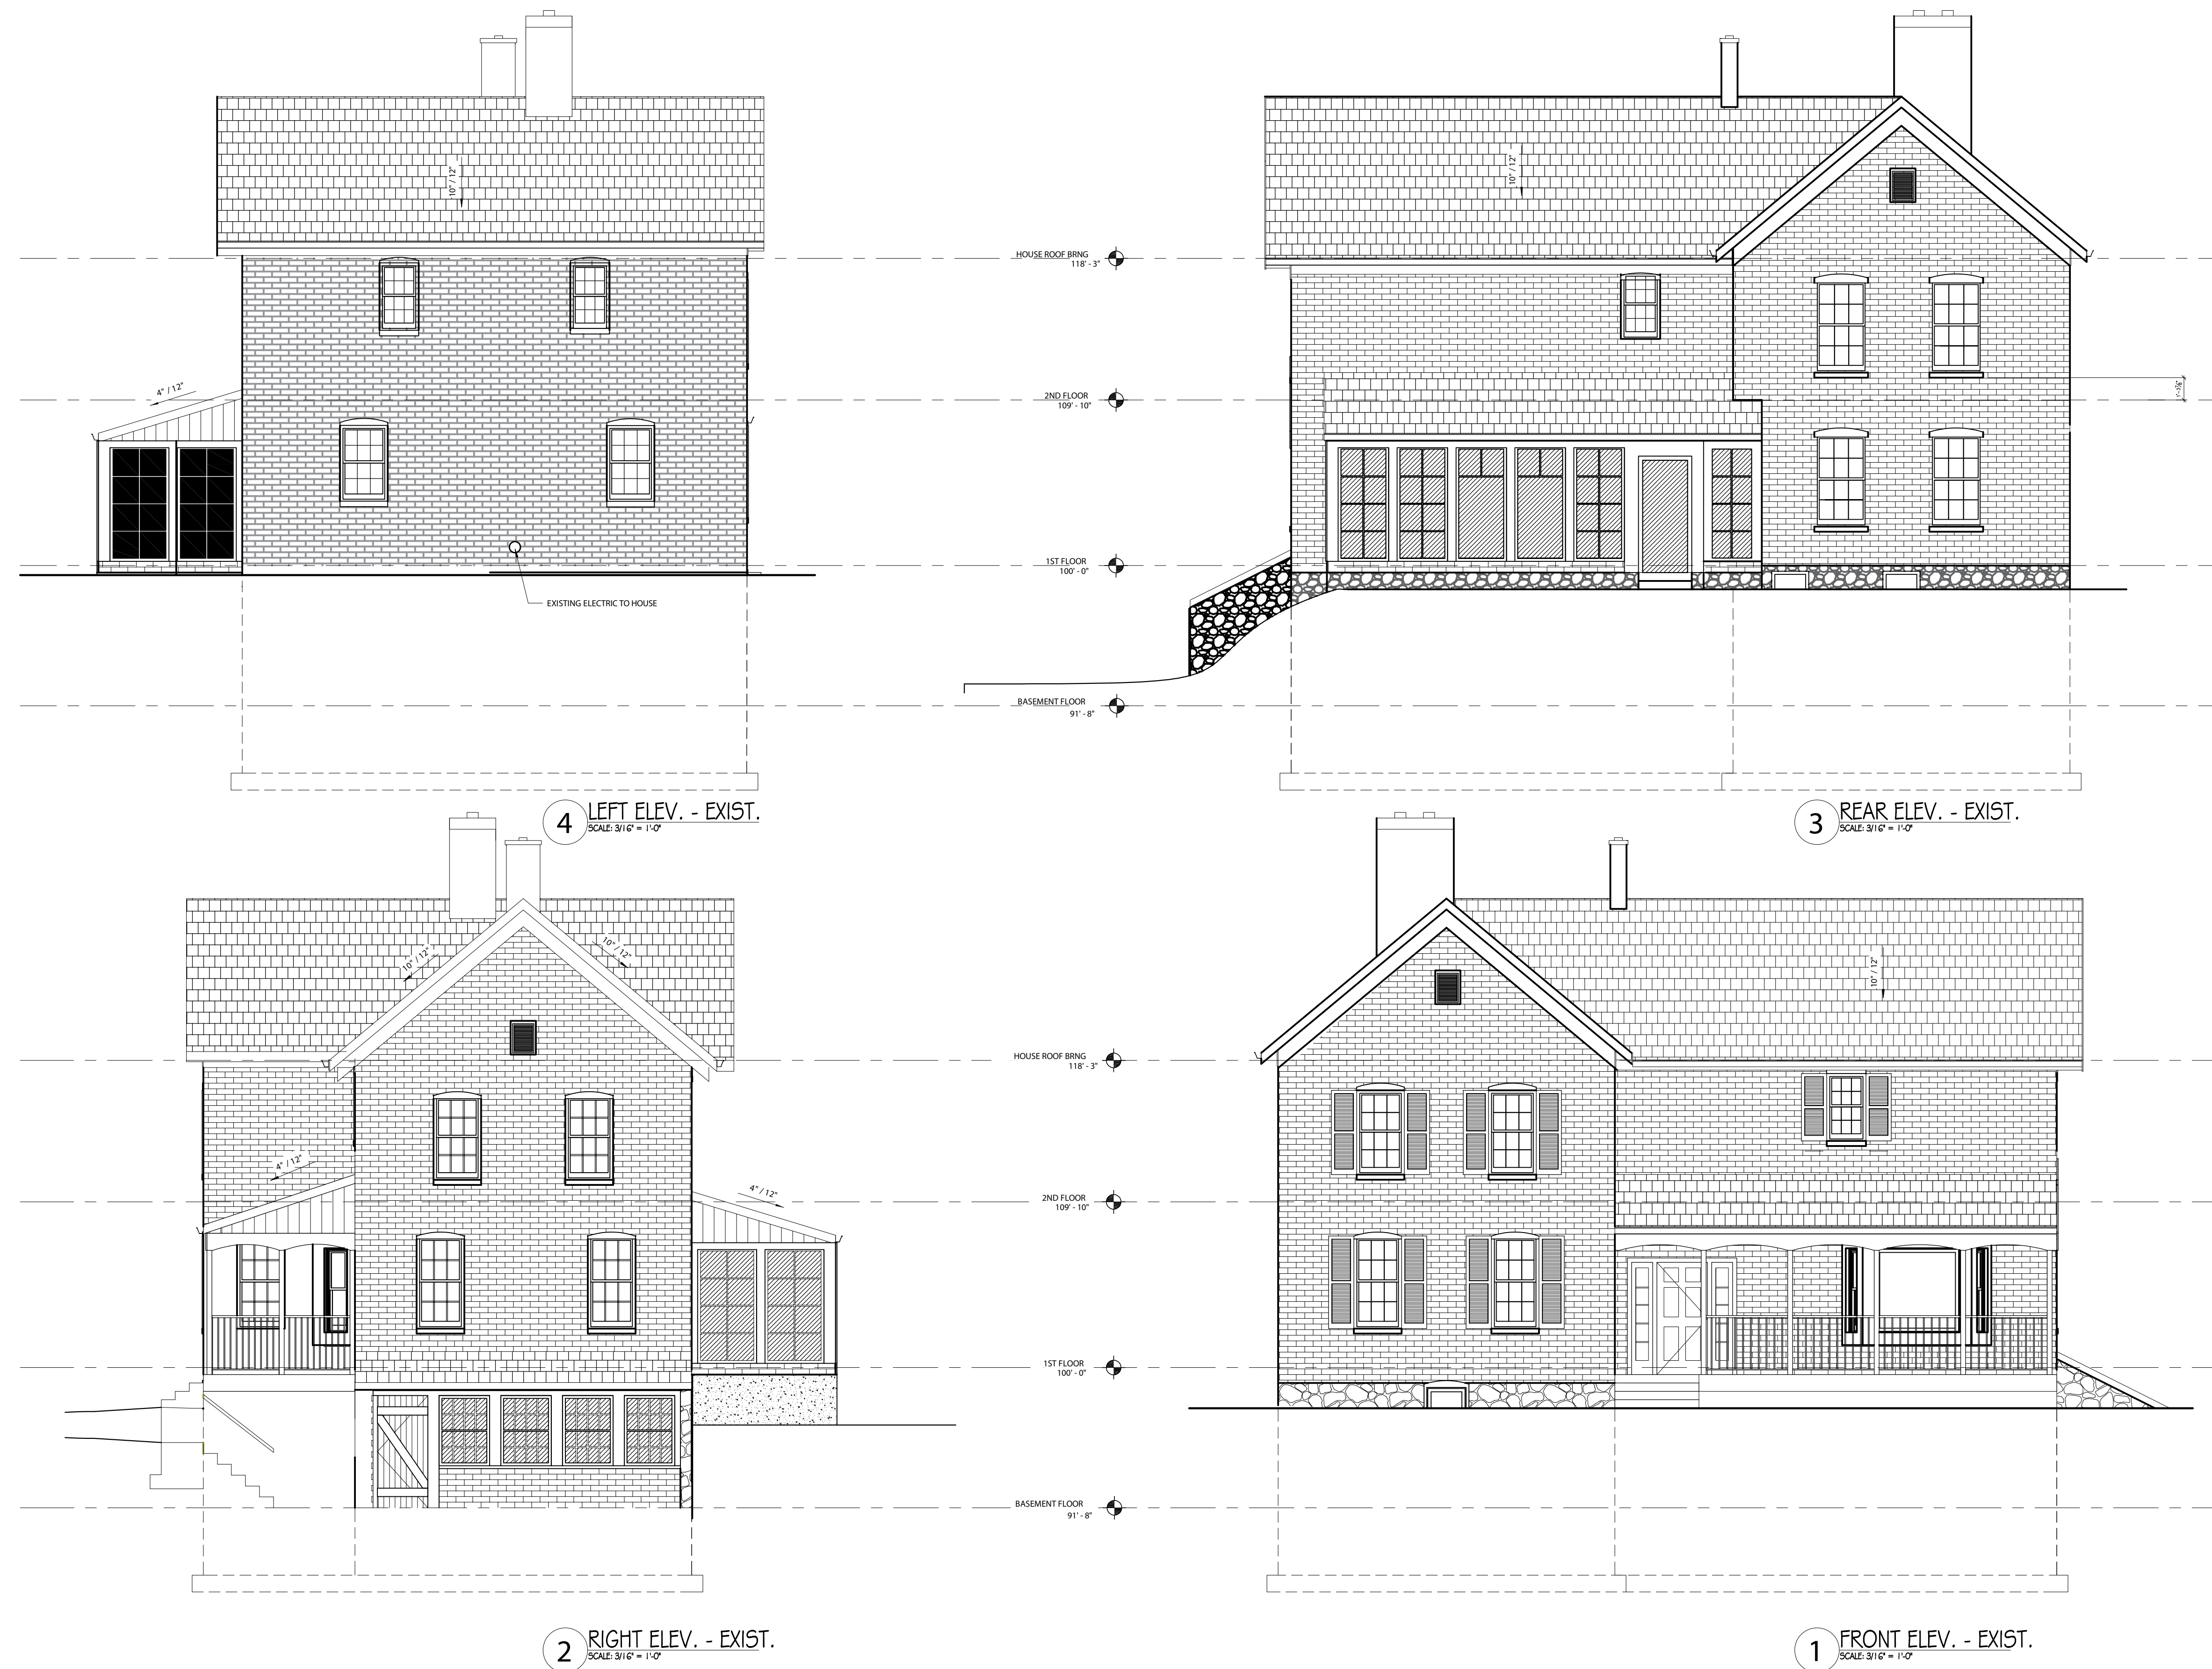 10" / 12"
4" / 12"
EXISTING ELECTRIC TO HOUSE
4
LEFT ELEV. - EXIST.
SCALE: 3/16" = 1'-0"
HOUSE ROOF BRNG
118' - 3"
2ND FLOOR
109' - 10"
1ST FLOOR
100' - 0"
BASEMENT FLOOR
91' - 8"
10" / 12"
3
REAR ELEV. - EXIST.
SCALE: 3/16" = 1'-0"
10" / 12"
10" / 12"
4" / 12"
4" / 12"
2
RIGHT ELEV. - EXIST.
SCALE: 3/16" = 1'-0"
HOUSE ROOF BRNG
118' - 3"
2ND FLOOR
109' - 10"
1ST FLOOR
100' - 0"
BASEMENT FLOOR
91' - 8"
10" / 12"
1
FRONT ELEV. - EXIST.
SCALE: 3/16" = 1'-0"